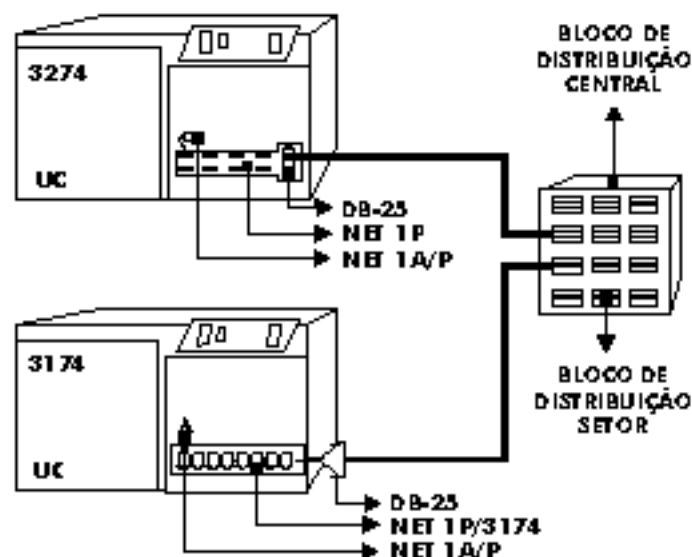 3274
UC
DB-25
NET 1P
NET 1A/P
BLOCO DE
DISTRIBUIÇÃO
CENTRAL
3174
UC
DB-25
NET 1P/3174
NET 1A/P
BLOCO DE
DISTRIBUIÇÃO
SETOR